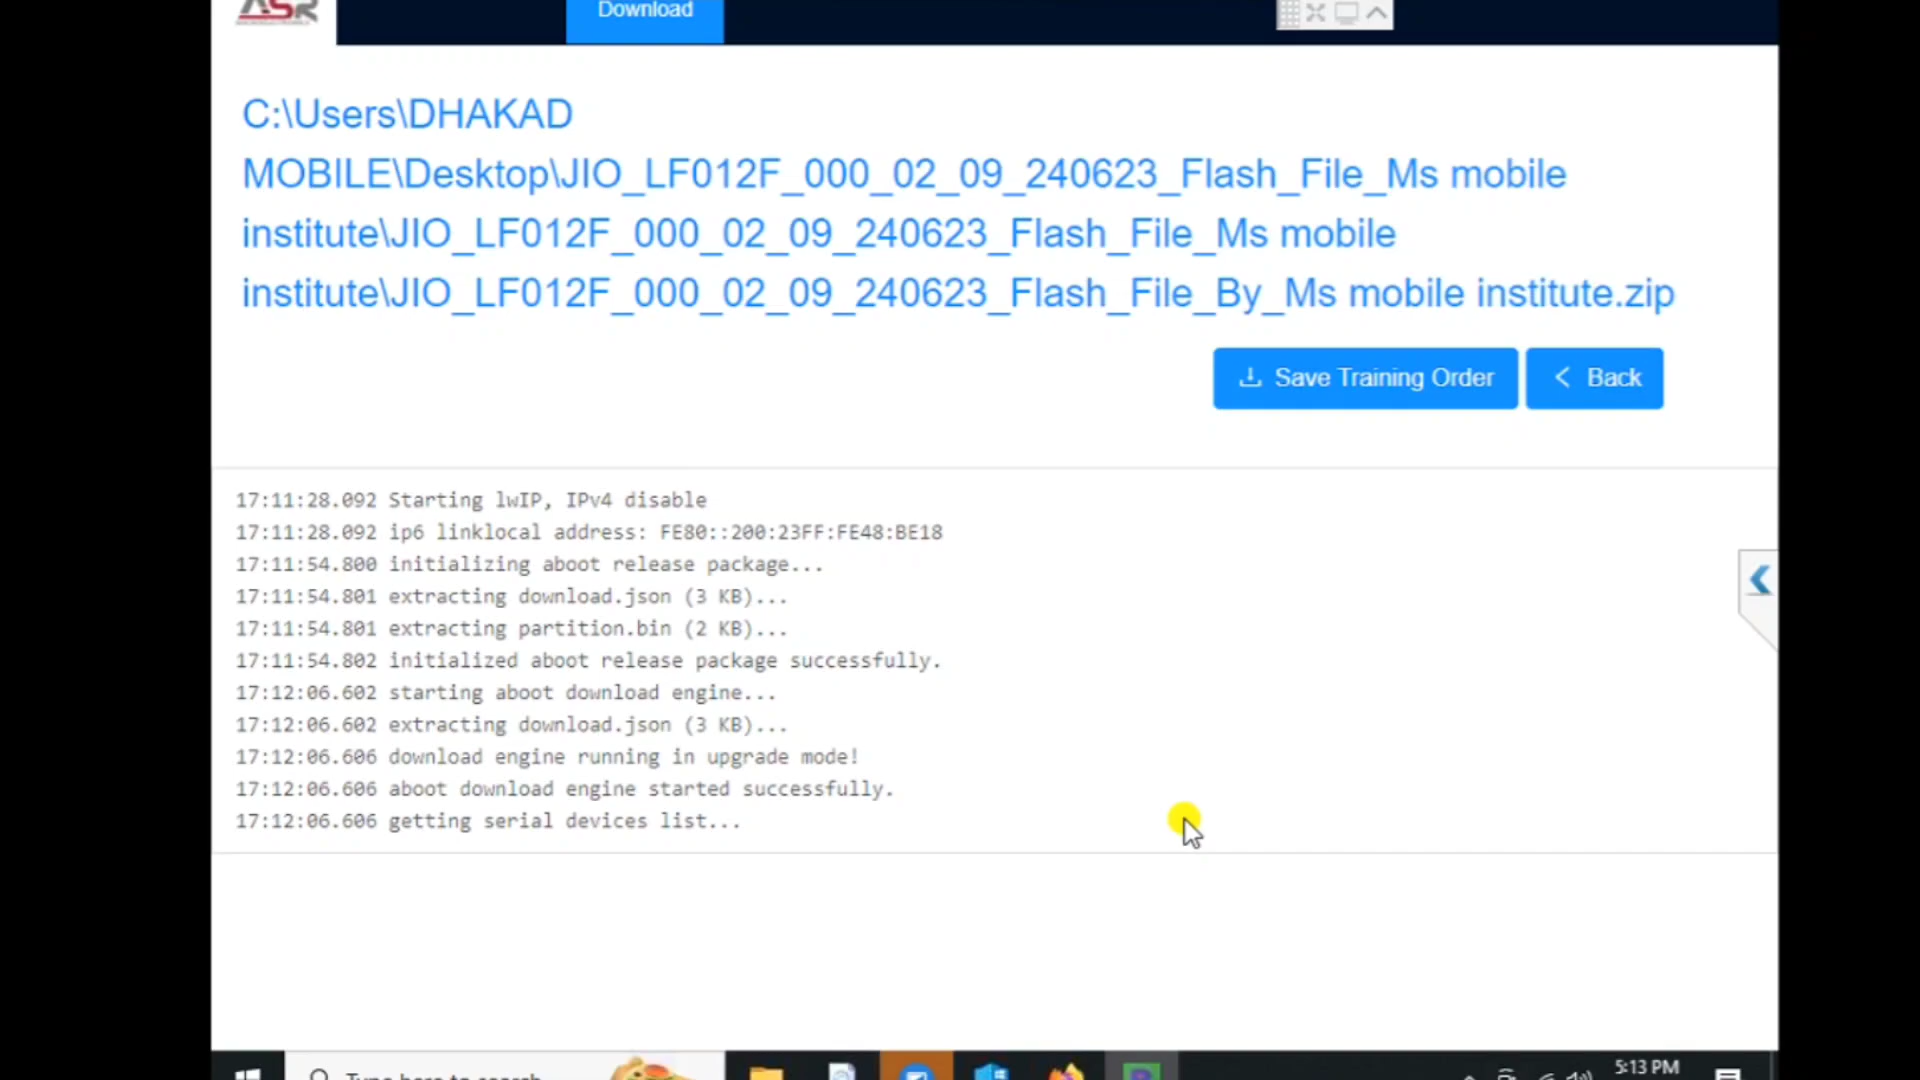 ASR
Download
C:\Users\DHAKAD
MOBILE\Desktop\JIO_LF012F_000_02_09_240623_Flash_File_Ms mobile
institute\JIO_LF012F_000_02_09_240623_Flash_File_Ms mobile
institute\JIO_LF012F_000_02_09_240623_Flash_File_By_Ms mobile institute.zip
Save Training Order
Back
17:11:28.092 Starting lwIP, IPv4 disable
17:11:28.092 ip6 linklocal address: FE80::200:23FF:FE48:BE18
17:11:54.800 initializing aboot release package...
17:11:54.801 extracting download.json (3 KB)...
17:11:54.801 extracting partition.bin (2 KB)...
17:11:54.802 initialized aboot release package successfully.
17:12:06.602 starting aboot download engine...
17:12:06.602 extracting download.json (3 KB)...
17:12:06.606 download engine running in upgrade mode!
17:12:06.606 aboot download engine started successfully.
17:12:06.606 getting serial devices list...
Type here to search
5:13 PM